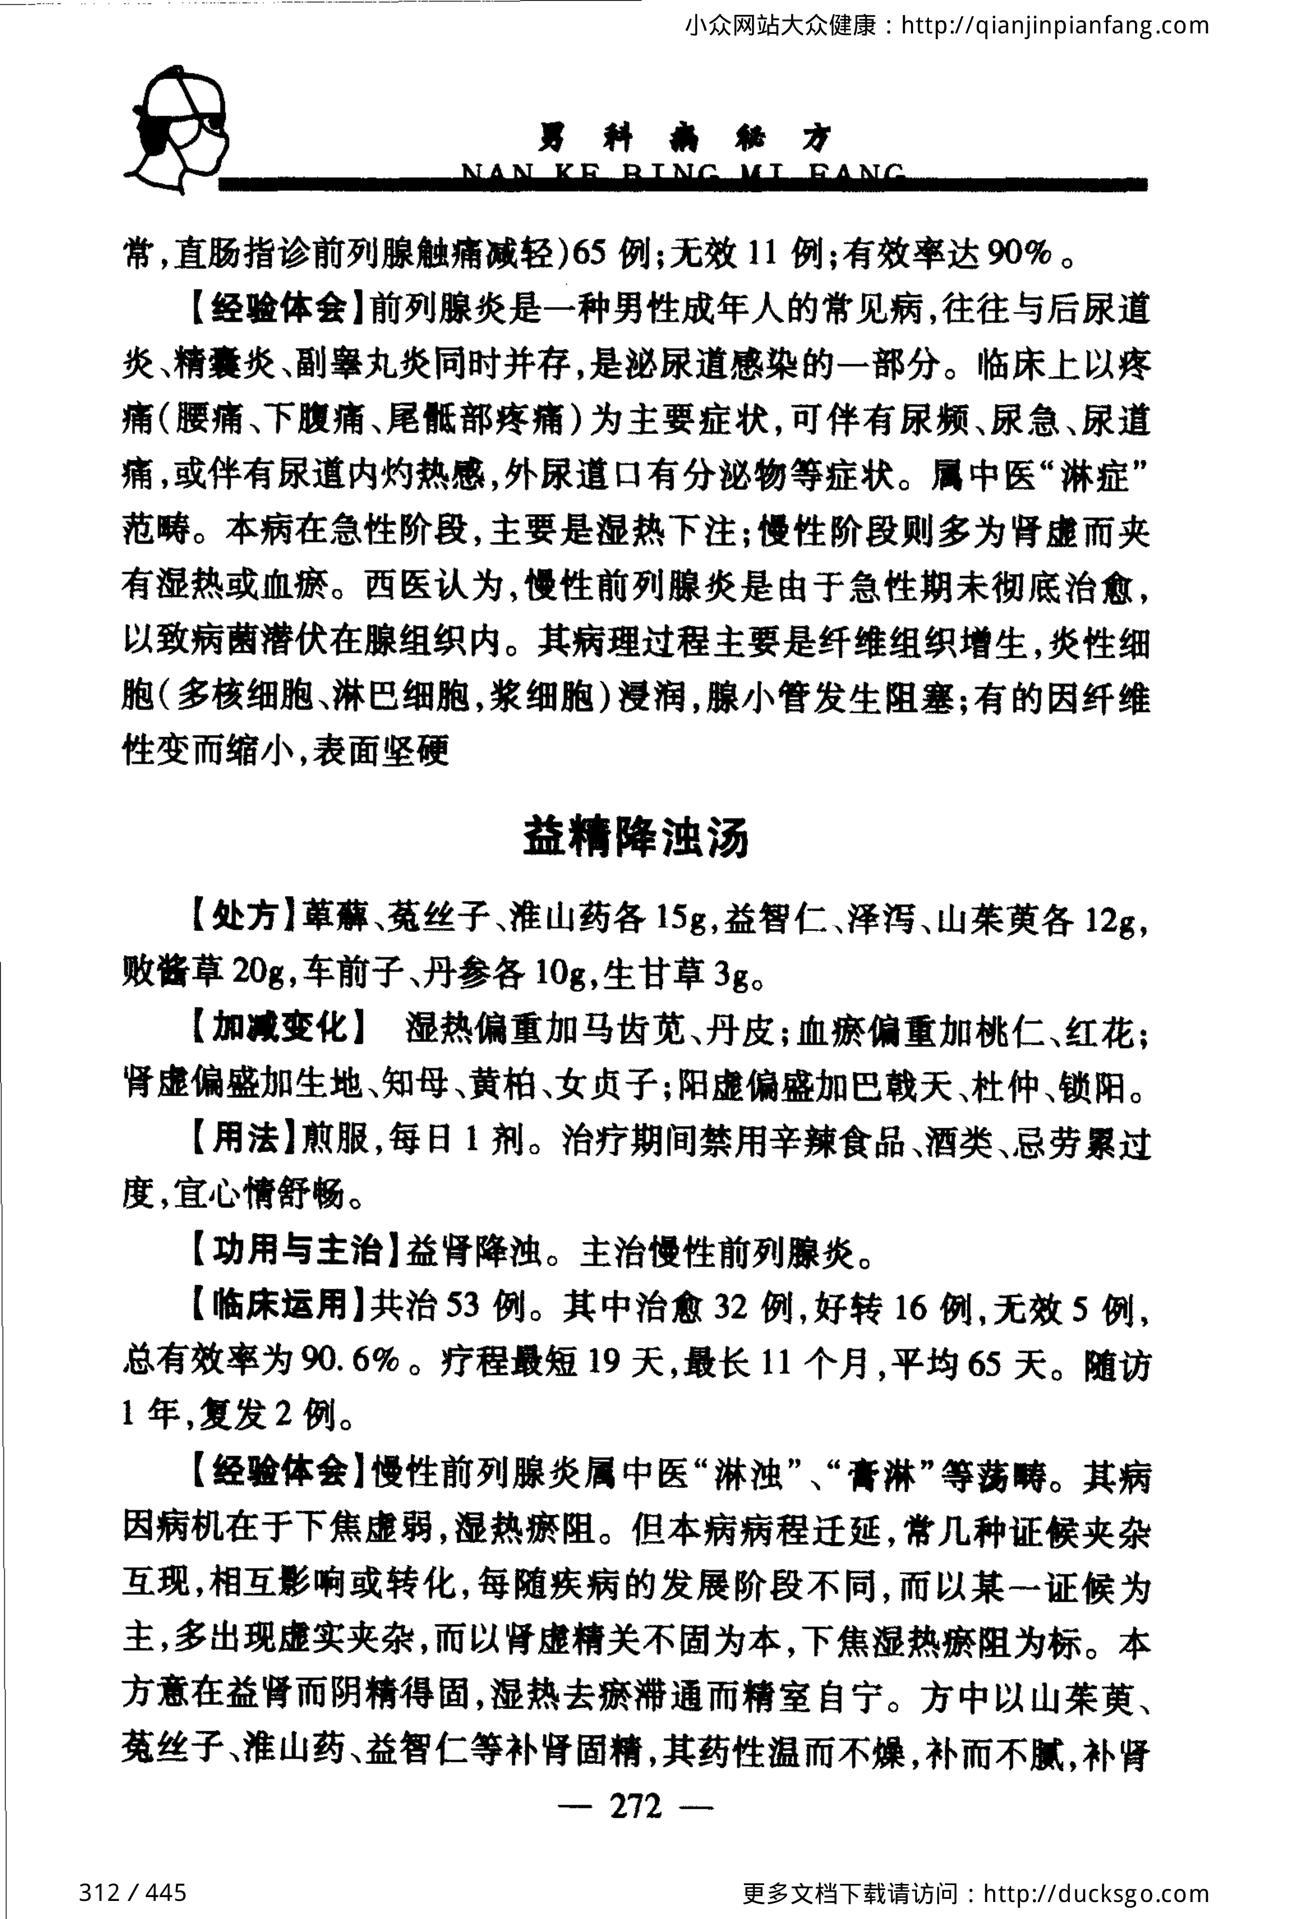 小众网站大众健康：http://qianjinpianfang.com
男科病秘方
NAN KE BING MI FANG
常,直肠指诊前列腺触痛减轻)65 例;无效 11 例;有效率达 90%。
【经验体会】前列腺炎是一种男性成年人的常见病,往往与后尿道
炎、精囊炎、副睾丸炎同时并存,是泌尿道感染的一部分。临床上以疼
痛(腰痛、下腹痛、尾骶部疼痛)为主要症状,可伴有尿频、尿急、尿道
痛,或伴有尿道内灼热感,外尿道口有分泌物等症状。属中医“淋症”
范畴。本病在急性阶段,主要是湿热下注;慢性阶段则多为肾虚而夹
有湿热或血瘀。西医认为,慢性前列腺炎是由于急性期未彻底治愈,
以致病菌潜伏在腺组织内。其病理过程主要是纤维组织增生,炎性细
胞(多核细胞、淋巴细胞,浆细胞)浸润,腺小管发生阻塞;有的因纤维
性变而缩小,表面坚硬
益精降浊汤
【处方】萆薢、菟丝子、淮山药各 15g,益智仁、泽泻、山茱萸各 12g,
败酱草 20g,车前子、丹参各 10g,生甘草 3g。
【加减变化】 湿热偏重加马齿苋、丹皮;血瘀偏重加桃仁、红花;
肾虚偏盛加生地、知母、黄柏、女贞子;阳虚偏盛加巴戟天、杜仲、锁阳。
【用法】煎服,每日 1 剂。治疗期间禁用辛辣食品、酒类、忌劳累过
度,宜心情舒畅。
【功用与主治】益肾降浊。主治慢性前列腺炎。
【临床运用】共治 53 例。其中治愈 32 例,好转 16 例,无效 5 例,
总有效率为 90.6%。疗程最短 19 天,最长 11 个月,平均 65 天。随访
1 年,复发 2 例。
【经验体会】慢性前列腺炎属中医“淋浊”、“膏淋”等荡畴。其病
因病机在于下焦虚弱,湿热瘀阻。但本病病程迁延,常几种证候夹杂
互现,相互影响或转化,每随疾病的发展阶段不同,而以某一证候为
主,多出现虚实夹杂,而以肾虚精关不固为本,下焦湿热瘀阻为标。本
方意在益肾而阴精得固,湿热去瘀滞通而精室自宁。方中以山茱萸、
菟丝子、淮山药、益智仁等补肾固精,其药性温而不燥,补而不腻,补肾
— 272 —
312 / 445
更多文档下载请访问：http://ducksgo.com